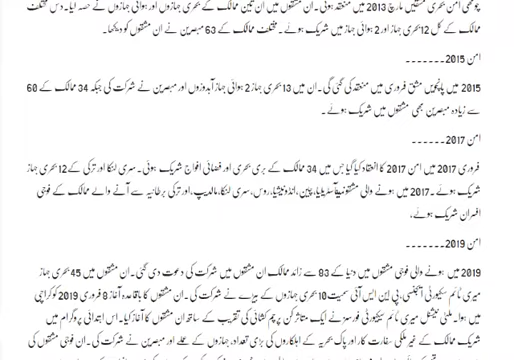 چوتھی امن بحری مشقیں مارچ 2013 میں منعقد ہوئی۔ ان مشقوں میں ان تین ممالک کے بحری جہازوں اور ہوائی جہازوں نے حصہ لیا۔ دس مختلف
ممالک کے کل 12 بحری جہاز اور 2 ہوائی جہاز میں شریک ہوئے۔ مختلف ممالک کے 63 مبصرین نے ان مشقوں کو دیکھا۔
امن 2015۔۔۔۔۔۔۔
2015 میں پانچویں مشق فروری میں منعقد کی گئی گی۔ ان میں 13 بحری جہاز 2 ہوائی جہاز آبدوزوں اور مبصرین نے شرکت کی جبکہ 34 ممالک کے 60
سے زیادہ مبصرین بھی مشقوں میں شریک ہوئے۔
امن 2017۔۔۔۔۔۔
فروری 2017 میں امن 2017 کا انعقاد کیا گیا جس میں 34 ممالک کے بری بحری اور فضائی افواج شریک ہوئی۔ سری لنکا اور ترکی کے 12 بحری جہاز
شریک ہوئے۔ 2017 میں ہونے والی مشقوں میں آسٹریلیا، چین، انڈونیشیا، روس، سری لنکا، مالدیپ، اور ترکی برطانیہ سے آنے والے ممالک کے فوجی
افسران شریک ہوئے۔
امن 2019۔۔۔۔۔۔۔
2019 میں ہونے والی فوجی مشقوں میں دنیا کے 83 سے زائد ممالک ان مشقوں میں شرکت کی دعوت دی گئی۔ ان مشقوں میں 45 بحری جہاز
میری ٹائم سیکورٹی ایجنسی، پی این ایس آئی سمیت 10 بحری جہازوں کے بیڑے نے شرکت کی۔ ان مشقوں کا باقاعدہ آغاز 8 فروری 2019 کو کراچی
میں ہوا۔ ملٹی نیشنل میری ٹائم سیکیورٹی فورسز نے ایک متاثر کن پرچم کشائی کی تقریب کے ساتھ ان مشقوں کا آغاز کیا۔ اس ابتدائی پروگرام میں
شریک ممالک کے غیر ملکی سفارت کار اور پاک بحریہ کے اہلکاروں کی بڑی تعداد، جہازوں کے عملے اور مبصرین نے شرکت کی۔ ان فوجی مشقوں کی